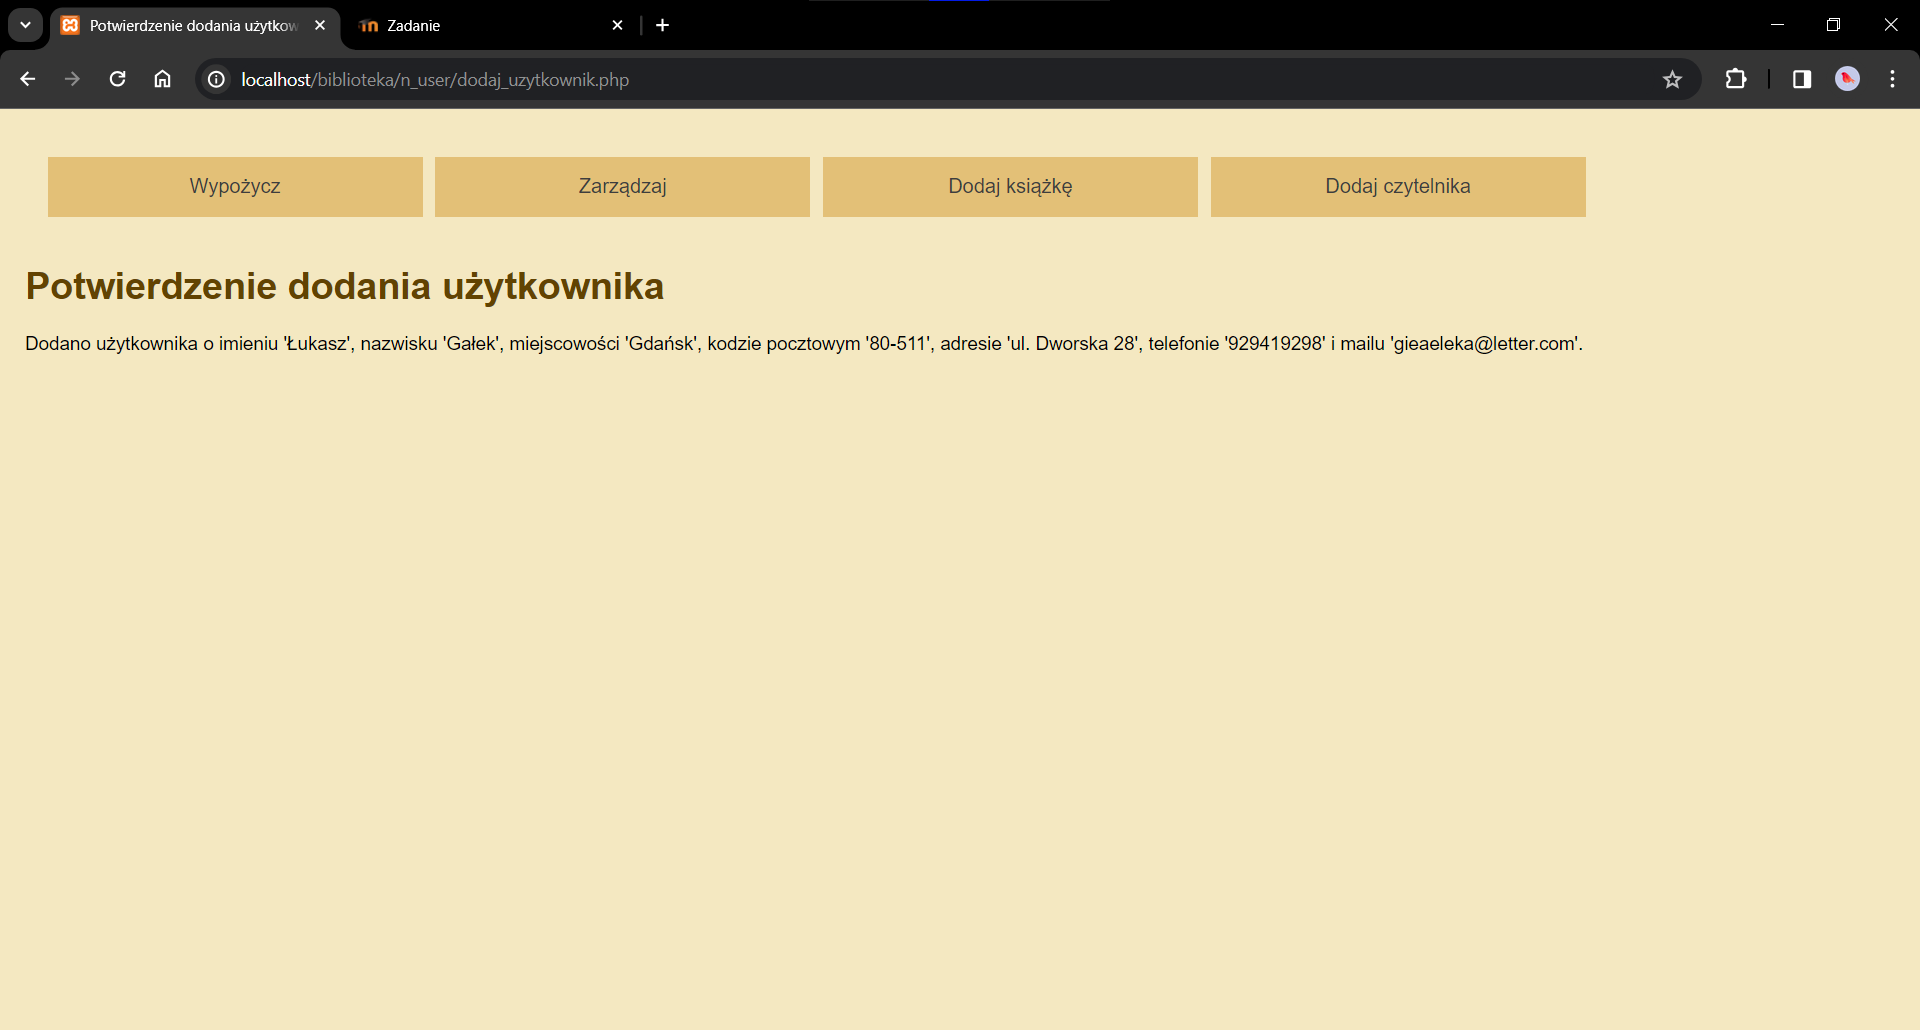 Potwierdzenie dodania użytkow
Zadanie
localhost/biblioteka/n_user/dodaj_uzytkownik.php
Wypożycz
Zarządzaj
Dodaj książkę
Dodaj czytelnika
Potwierdzenie dodania użytkownika
Dodano użytkownika o imieniu 'Łukasz', nazwisku 'Gałek', miejscowości 'Gdańsk', kodzie pocztowym '80-511', adresie 'ul. Dworska 28', telefonie '929419298' i mailu 'gieaeleka@letter.com'.